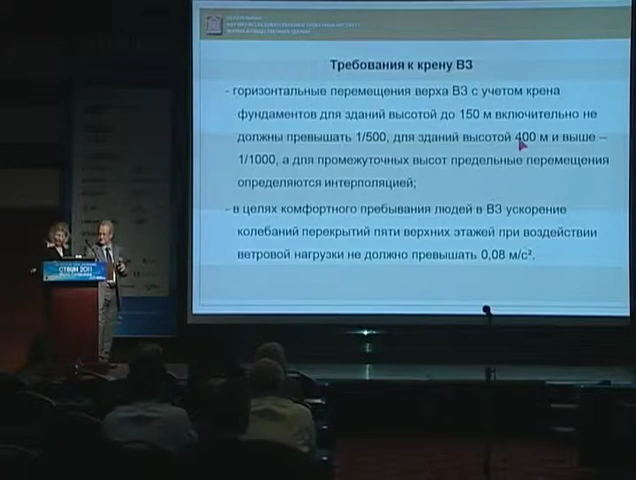 Требования к крену ВЗ
- горизонтальные перемещения верха ВЗ с учетом крена
фундаментов для зданий высотой до 150 м включительно не
должны превышать 1/500, для зданий высотой 400 м и выше –
1/1000, а для промежуточных высот предельные перемещения
определяются интерполяцией;
- в целях комфортного пребывания людей в ВЗ ускорение
колебаний перекрытий пяти верхних этажей при воздействии
ветровой нагрузки не должно превышать 0,08 м/с².
CTBUH 2011